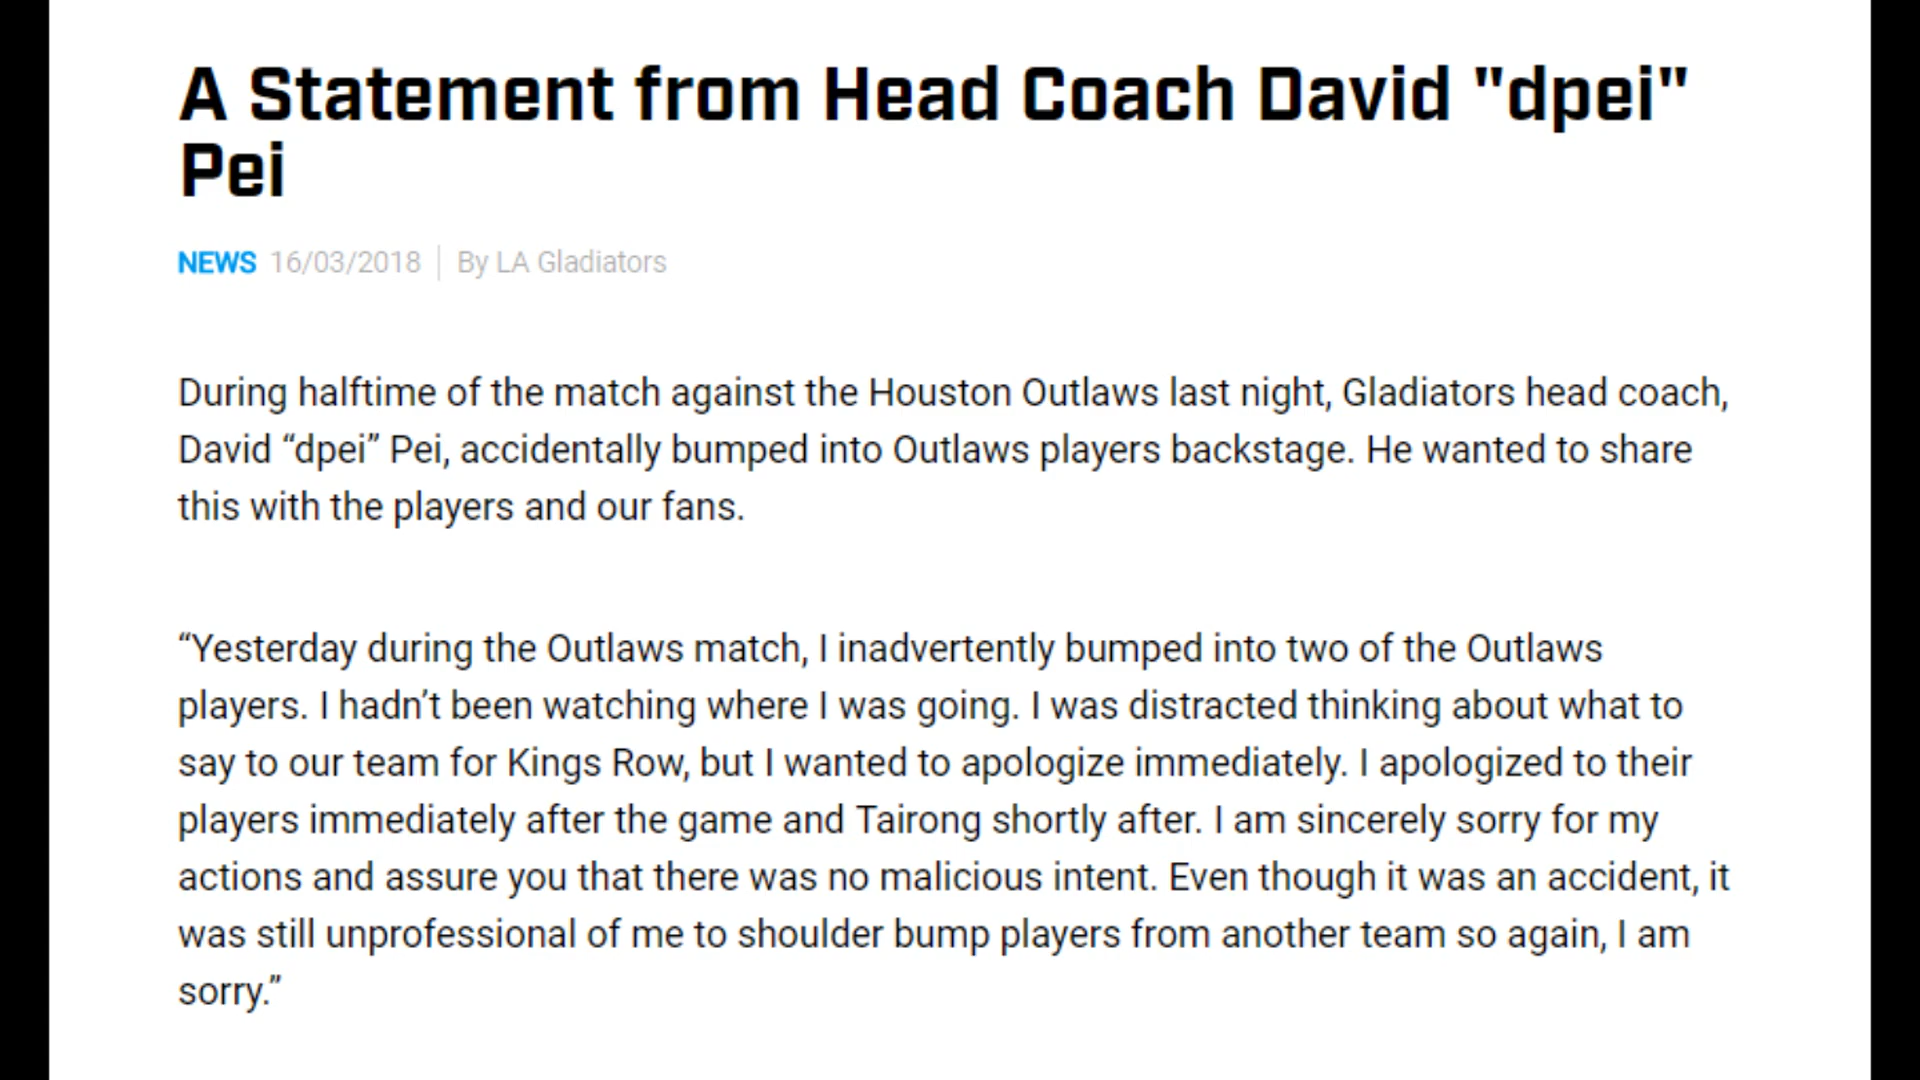 A Statement from Head Coach David "dpei"
Pei
NEWS 16/03/2018 | By LA Gladiators
During halftime of the match against the Houston Outlaws last night, Gladiators head coach,
David “dpei” Pei, accidentally bumped into Outlaws players backstage. He wanted to share
this with the players and our fans.
“Yesterday during the Outlaws match, I inadvertently bumped into two of the Outlaws
players. I hadn’t been watching where I was going. I was distracted thinking about what to
say to our team for Kings Row, but I wanted to apologize immediately. I apologized to their
players immediately after the game and Tairong shortly after. I am sincerely sorry for my
actions and assure you that there was no malicious intent. Even though it was an accident, it
was still unprofessional of me to shoulder bump players from another team so again, I am
sorry.”